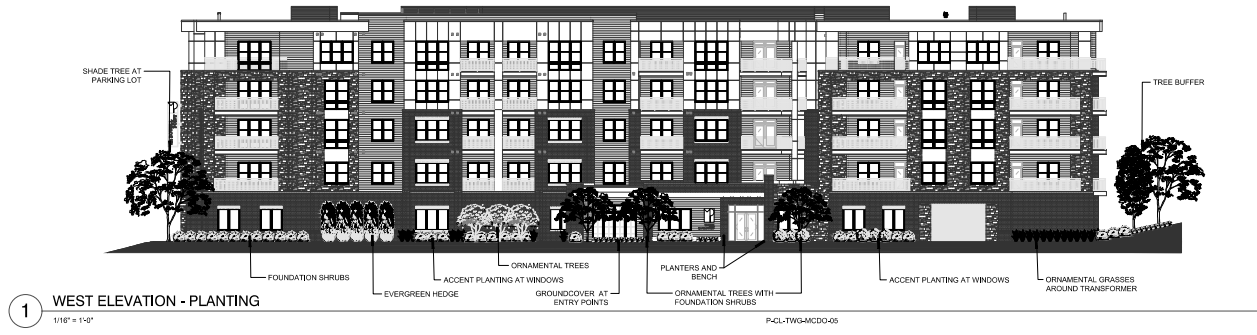 SHADE TREE AT
PARKING LOT
TREE BUFFER
FOUNDATION SHRUBS
EVERGREEN HEDGE
ACCENT PLANTING AT WINDOWS
ORNAMENTAL TREES
GROUNDCOVER AT
ENTRY POINTS
PLANTERS AND
BENCH
ORNAMENTAL TREES WITH
FOUNDATION SHRUBS
ACCENT PLANTING AT WINDOWS
ORNAMENTAL GRASSES
AROUND TRANSFORMER
1
WEST ELEVATION - PLANTING
1/16" = 1'-0"
P-CL-TWG-MCDO-05